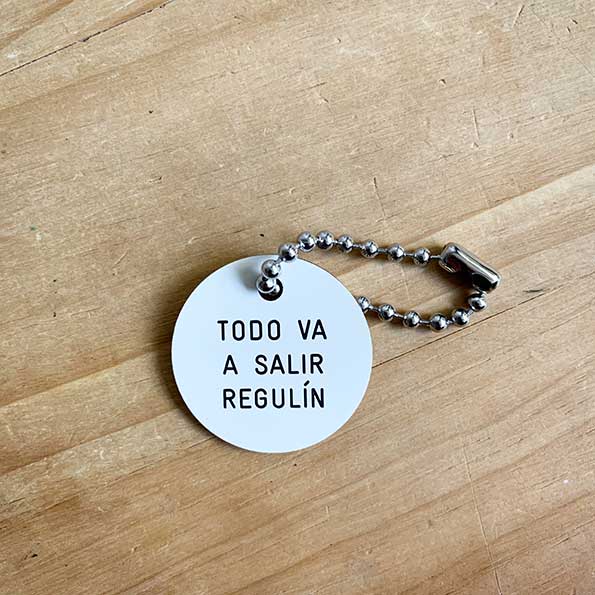 TODO VA
A SALIR
REGULÍN